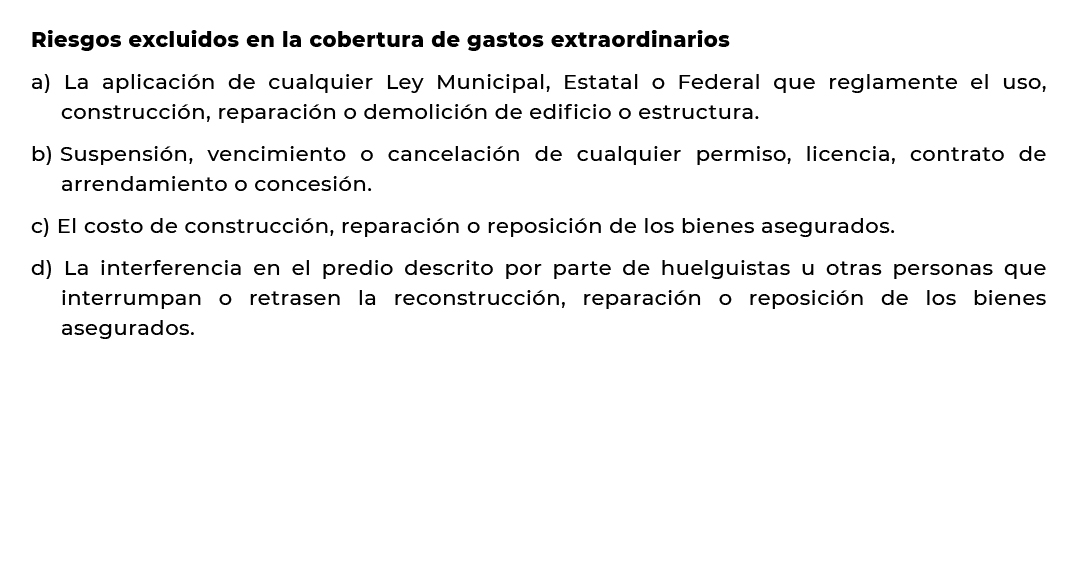 Riesgos excluidos en la cobertura de gastos extraordinarios
a) La aplicación de cualquier Ley Municipal, Estatal o Federal que reglamente el uso,
construcción, reparación o demolición de edificio o estructura.
b) Suspensión, vencimiento o cancelación de cualquier permiso, licencia, contrato de
arrendamiento o concesión.
c) El costo de construcción, reparación o reposición de los bienes asegurados.
d) La interferencia en el predio descrito por parte de huelguistas u otras personas que
interrumpan o retrasen la reconstrucción, reparación o reposición de los bienes
asegurados.